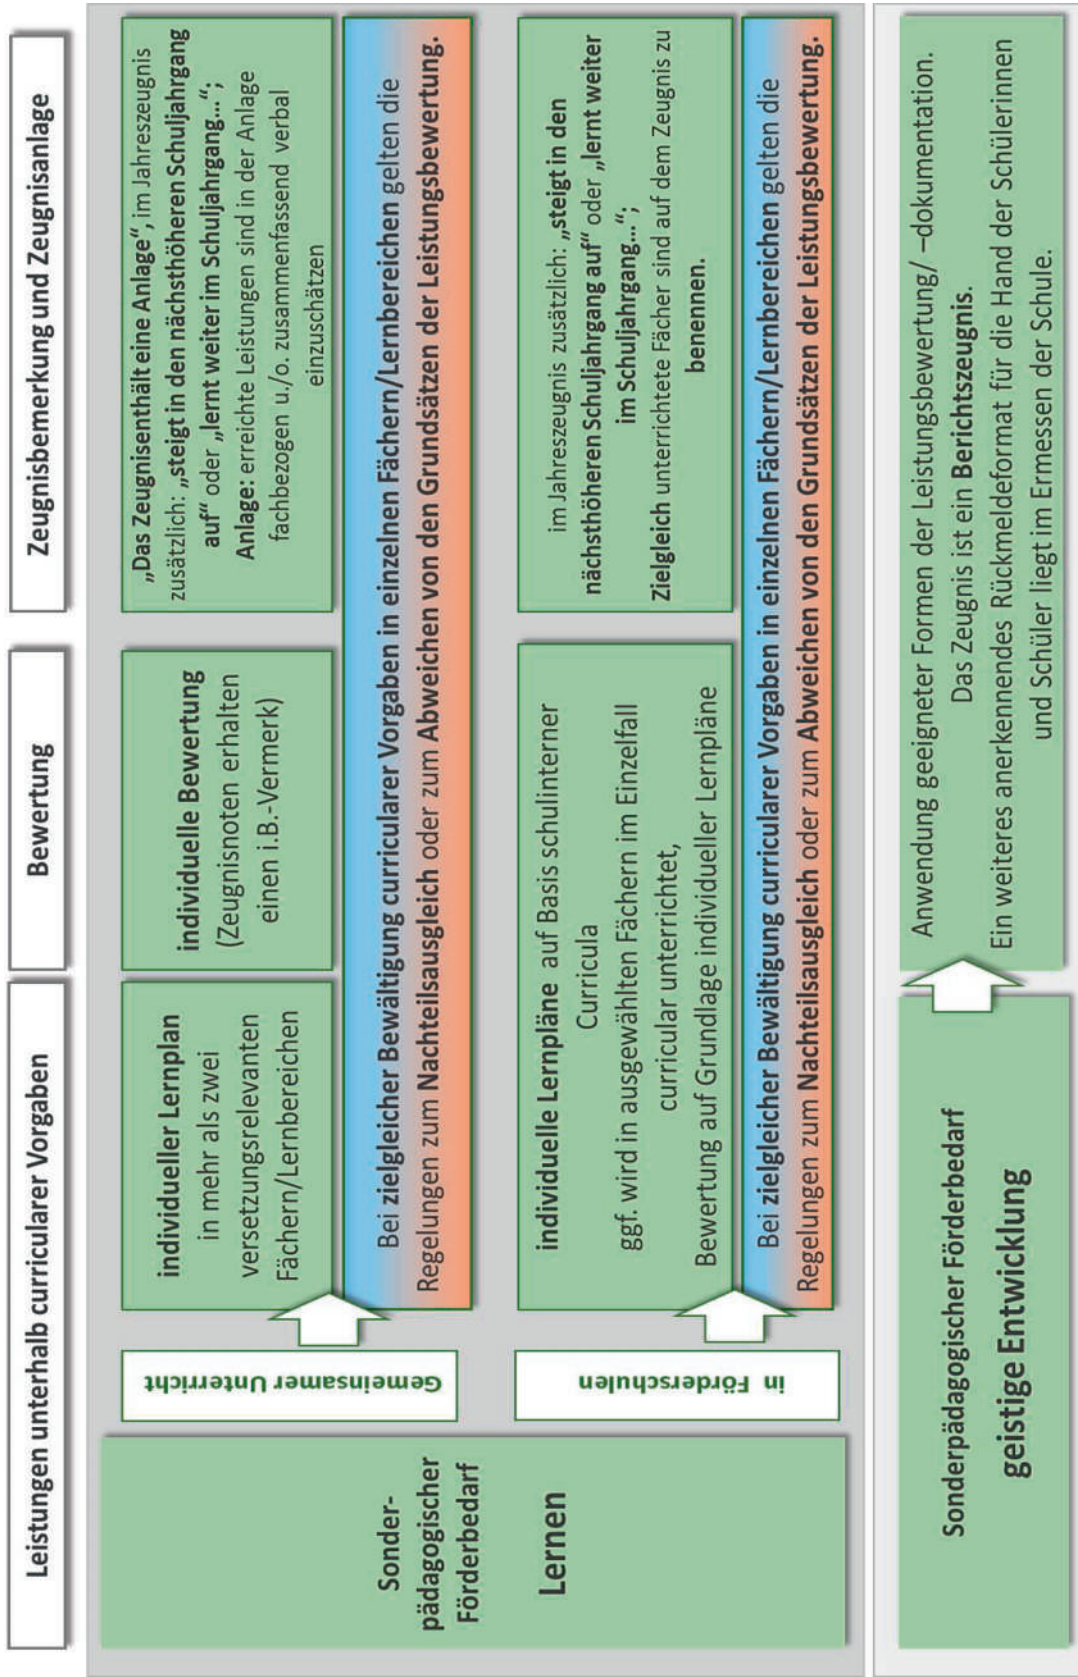 Leistungen unterhalb curricularer Vorgaben
Bewertung
Zeugnisbemerkung und Zeugnisanlage
Sonder-
pädagogischer
Förderbedarf
Lernen
Gemeinsamer Unterricht
individueller Lernplan
in mehr als zwei
versetzungsrelevanten
Fächern/Lernbereichen
individuelle Bewertung
(Zeugnisnoten erhalten
einen i.B.-Vermerk)
„Das Zeugnisenthält eine Anlage“, im Jahreszeugnis
zusätzlich: „steigt in den nächsthöheren Schuljahrgang
auf“ oder „lernt weiter im Schuljahrgang...“;
Anlage: erreichte Leistungen sind in der Anlage
fachbezogen u./o. zusammenfassend verbal
einzuschätzen
Bei zielgleicher Bewältigung curricularer Vorgaben in einzelnen Fächern/Lernbereichen gelten die
Regelungen zum Nachteilsausgleich oder zum Abweichen von den Grundsätzen der Leistungsbewertung.
in Förderschulen
individuelle Lernpläne auf Basis schulinterner
Curricula
ggf. wird in ausgewählten Fächern im Einzelfall
curricular unterrichtet,
Bewertung auf Grundlage individueller Lernpläne
im Jahreszeugnis zusätzlich: „steigt in den
nächsthöheren Schuljahrgang auf“ oder „lernt weiter
im Schuljahrgang...“;
Zielgleich unterrichtete Fächer sind auf dem Zeugnis zu
benennen.
Bei zielgleicher Bewältigung curricularer Vorgaben in einzelnen Fächern/Lernbereichen gelten die
Regelungen zum Nachteilsausgleich oder zum Abweichen von den Grundsätzen der Leistungsbewertung.
Sonderpädagogischer Förderbedarf
geistige Entwicklung
Anwendung geeigneter Formen der Leistungsbewertung/ –dokumentation.
Das Zeugnis ist ein Berichtszeugnis.
Ein weiteres anerkennendes Rückmeldeformat für die Hand der Schülerinnen
und Schüler liegt im Ermessen der Schule.